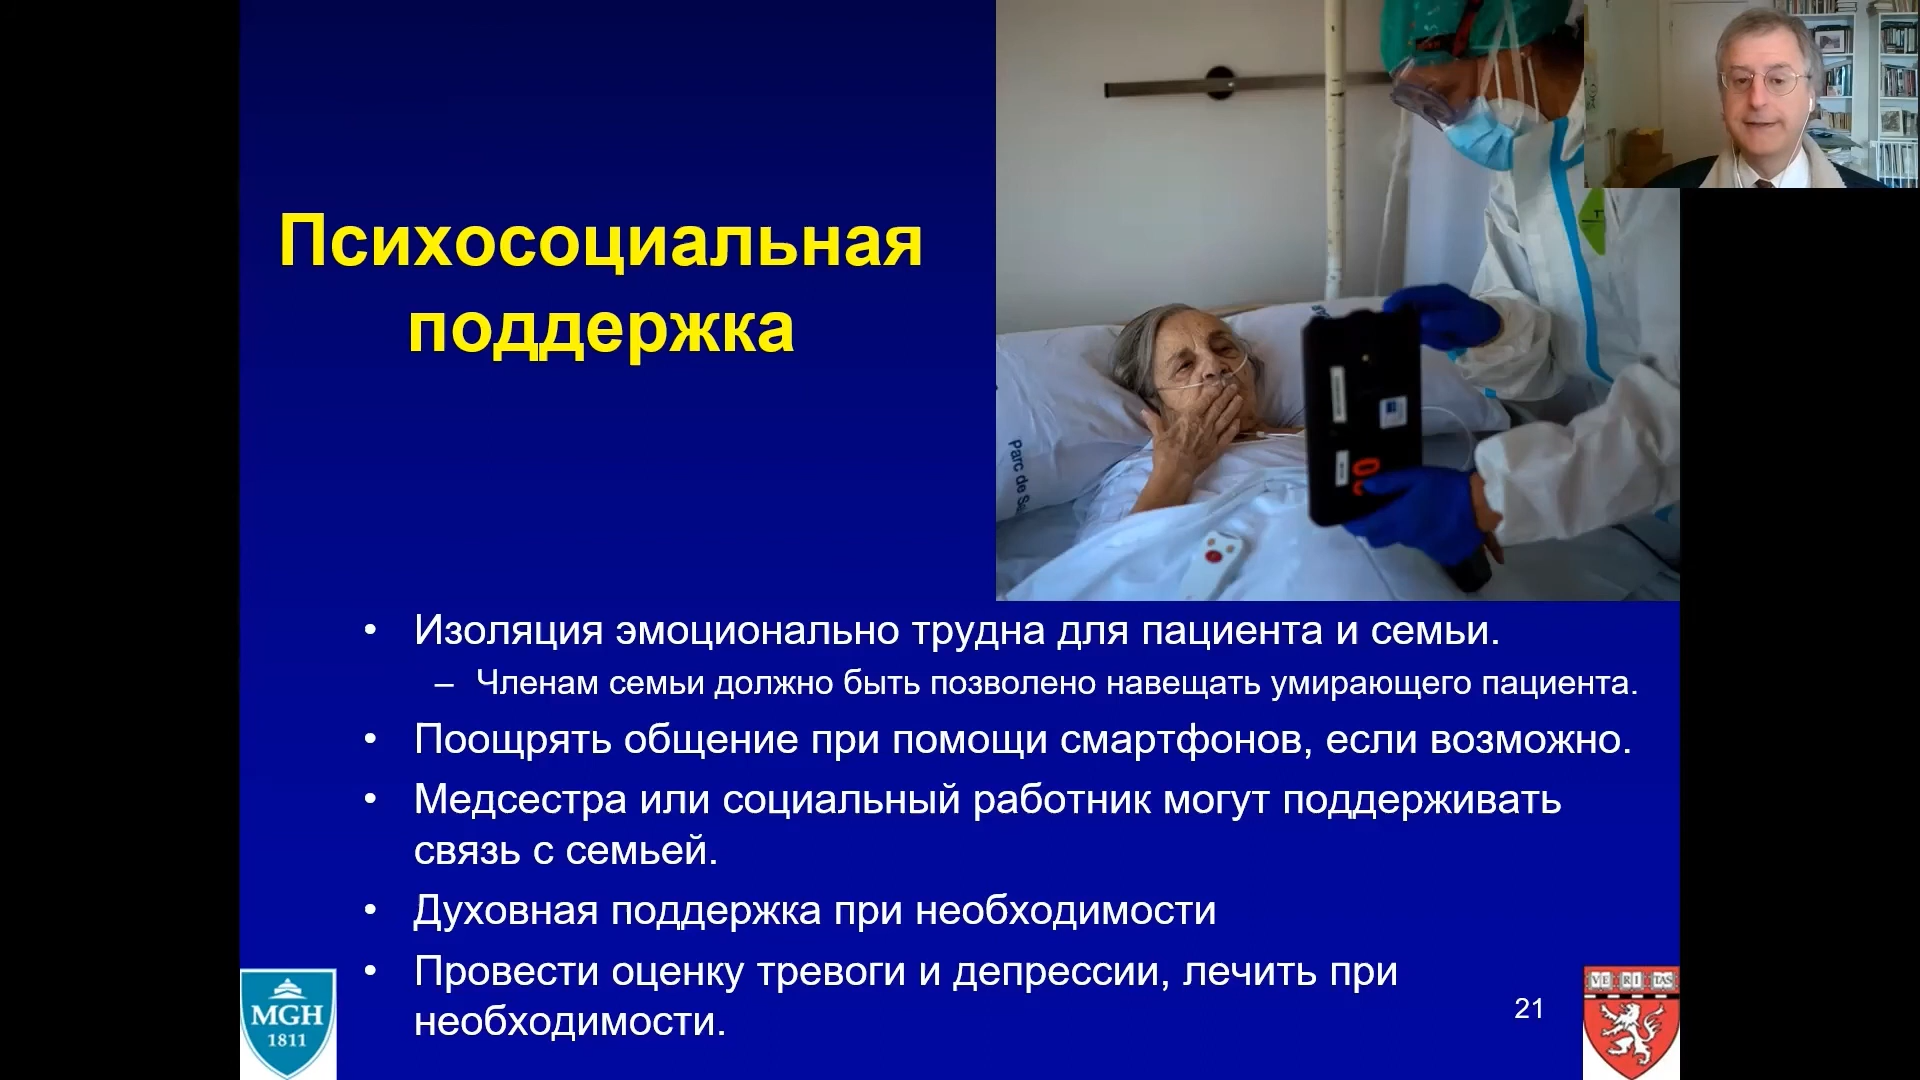 Психосоциальная
поддержка
Parc de Sa
• Изоляция эмоционально трудна для пациента и семьи.
– Членам семьи должно быть позволено навещать умирающего пациента.
• Поощрять общение при помощи смартфонов, если возможно.
• Медсестра или социальный работник могут поддерживать
связь с семьей.
• Духовная поддержка при необходимости
• Провести оценку тревоги и депрессии, лечить при
необходимости.
MGH
1811
21
VE RI TAS